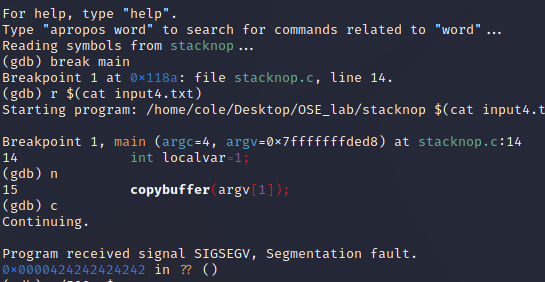 For help, type "help".
Type "apropos word" to search for commands related to "word"...
Reading symbols from stacknop...
(gdb) break main
Breakpoint 1 at 0×118a: file stacknop.c, line 14.
(gdb) r $(cat input4.txt)
Starting program: /home/cole/Desktop/OSE_lab/stacknop $(cat input4.t
Breakpoint 1, main (argc=4, argv=0×7fffffffded8) at stacknop.c:14
14 int localvar=1;
(gdb) n
15 copybuffer(argv[1]);
(gdb) c
Continuing.
Program received signal SIGSEGV, Segmentation fault.
0×0000424242424242 in ?? ()